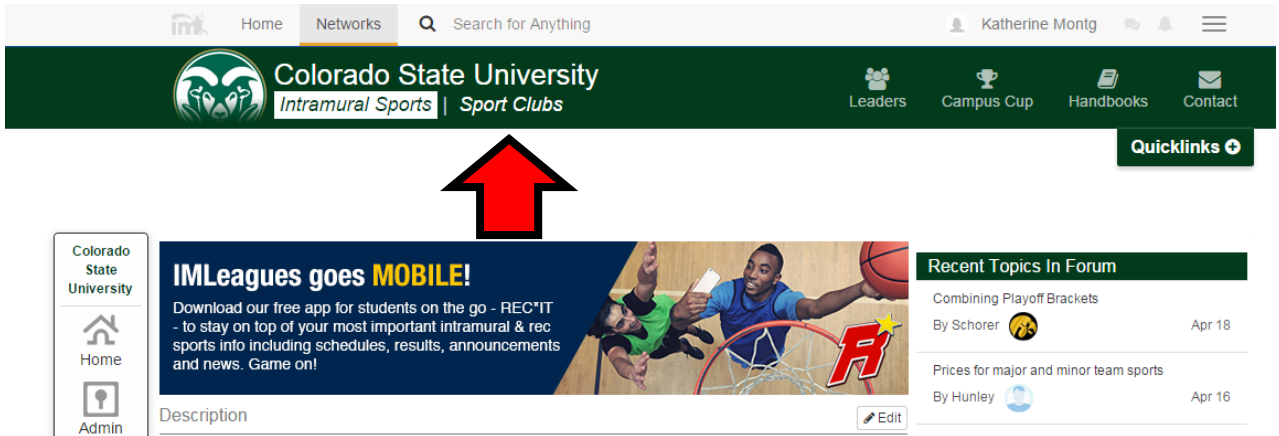 imL
Home
Networks
Search for Anything
Katherine Montg
Colorado State University
Intramural Sports | Sport Clubs
Leaders
Campus Cup
Handbooks
Contact
Quicklinks
Colorado
State
University
Home
Admin
IMLeagues goes MOBILE!
Download our free app for students on the go - REC*IT
- to stay on top of your most important intramural & rec
sports info including schedules, results, announcements
and news. Game on!
R
Description
Edit
Recent Topics In Forum
Combining Playoff Brackets
By Schorer
Apr 18
Prices for major and minor team sports
By Hunley
Apr 16